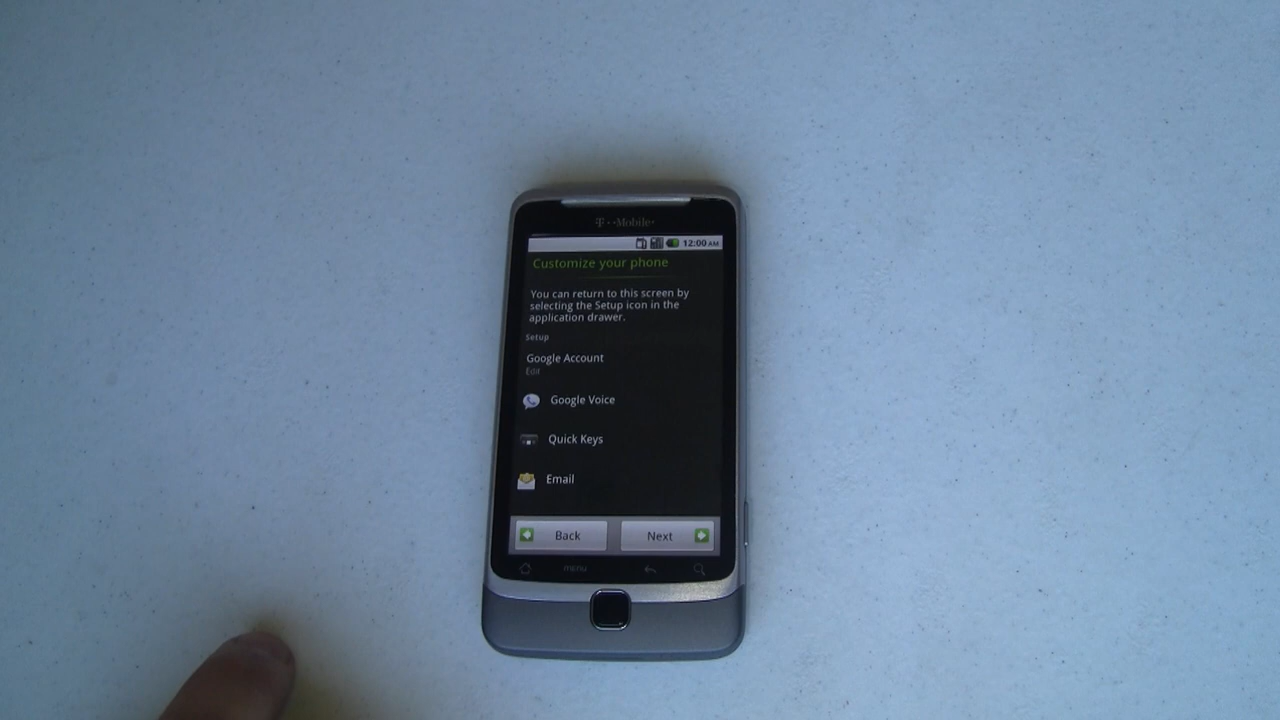 T··Mobile·
12:00 AM
Customize your phone
You can return to this screen by
selecting the Setup icon in the
application drawer.
Setup
Google Account
Edit
Google Voice
Quick Keys
Email
Back Next
menu